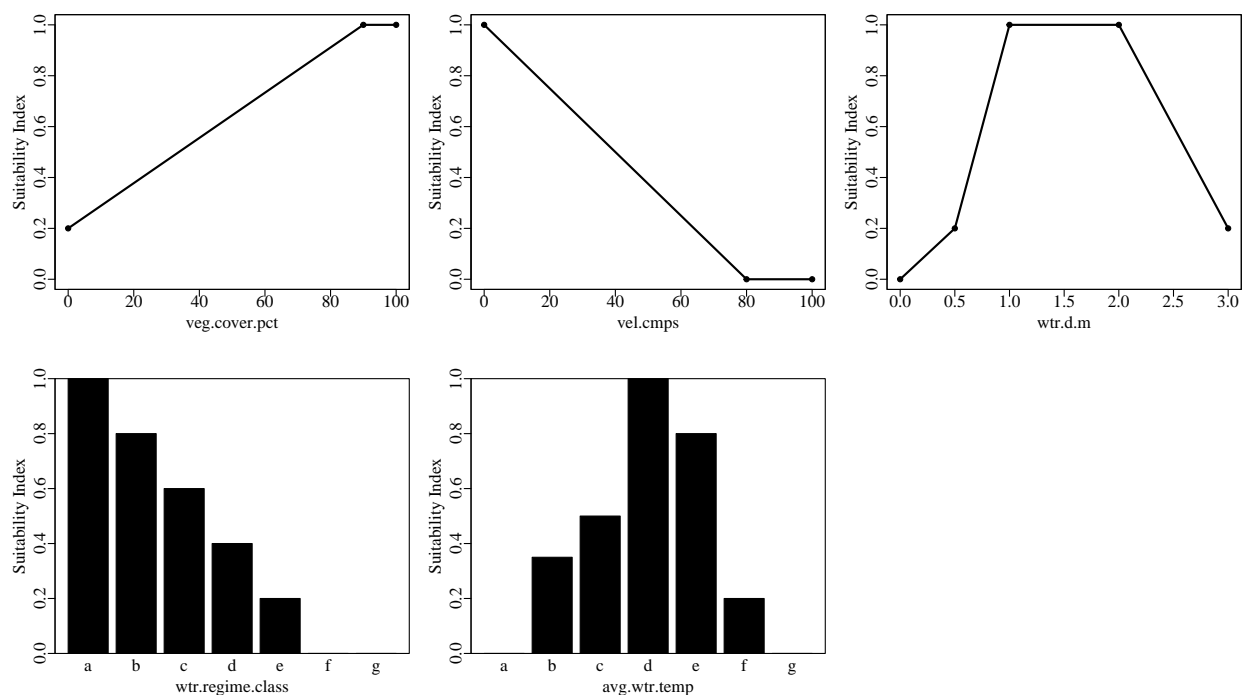 Suitability Index
0.0 0.2 0.4 0.6 0.8 1.0
0 20 40 60 80 100
veg.cover.pct
Suitability Index
0.0 0.2 0.4 0.6 0.8 1.0
0 20 40 60 80 100
vel.cmps
Suitability Index
0.0 0.2 0.4 0.6 0.8 1.0
0.0 0.5 1.0 1.5 2.0 2.5 3.0
wtr.d.m
Suitability Index
0.0 0.2 0.4 0.6 0.8 1.0
a b c d e f g
wtr.regime.class
Suitability Index
0.0 0.2 0.4 0.6 0.8 1.0
a b c d e f g
avg.wtr.temp